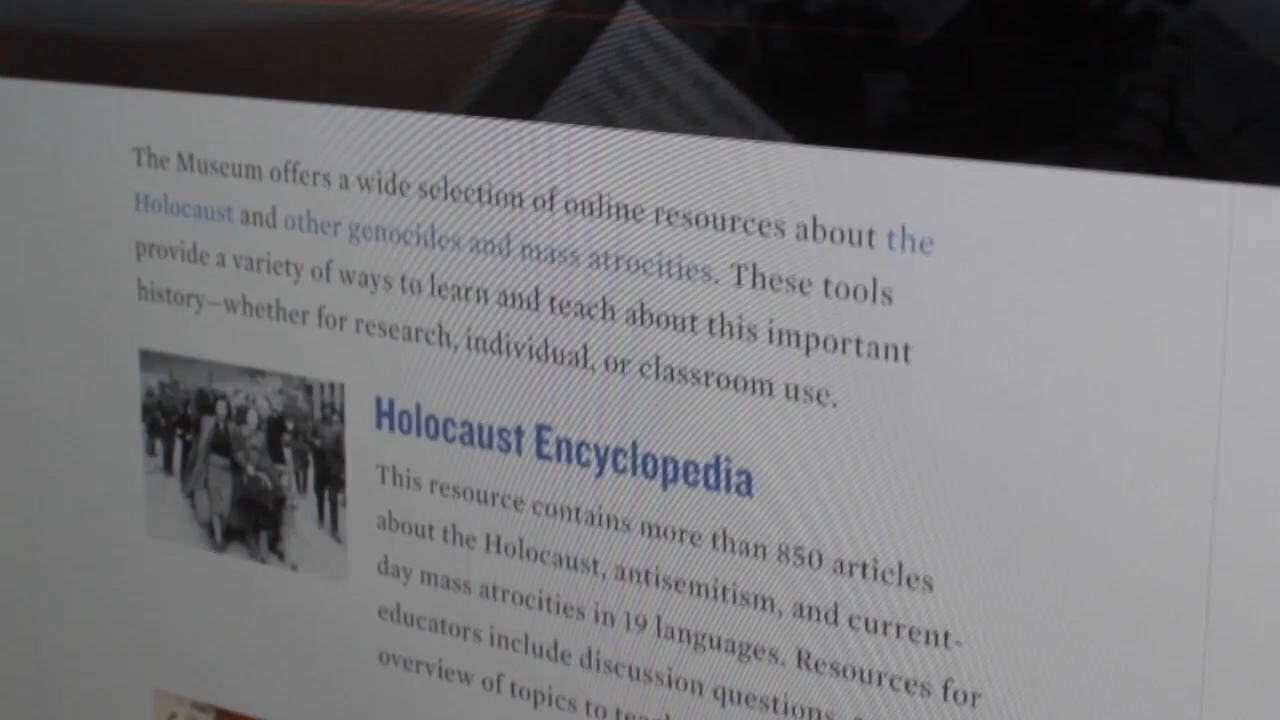 The Museum offers a wide selection of online resources about the
Holocaust and other genocides and mass atrocities. These tools
provide a variety of ways to learn and teach about this important
history—whether for research, individual, or classroom use.
Holocaust Encyclopedia
This resource contains more than 850 articles
about the Holocaust, antisemitism, and current-
day mass atrocities in 19 languages. Resources for
educators include discussion questions,
overview of topics to